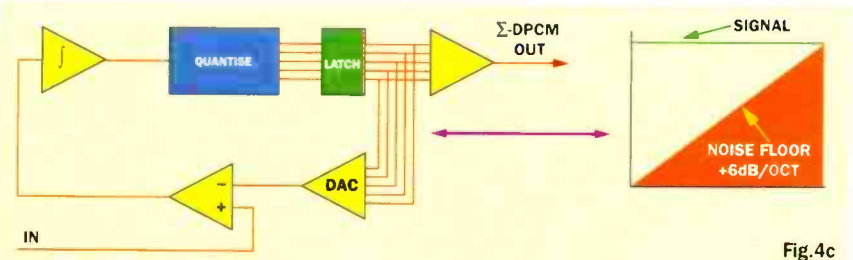 ∫
QUANTISE
LATCH
Σ-DPCM
OUT
DAC
−
+
IN
SIGNAL
NOISE FLOOR
+6dB/OCT
Fig.4c